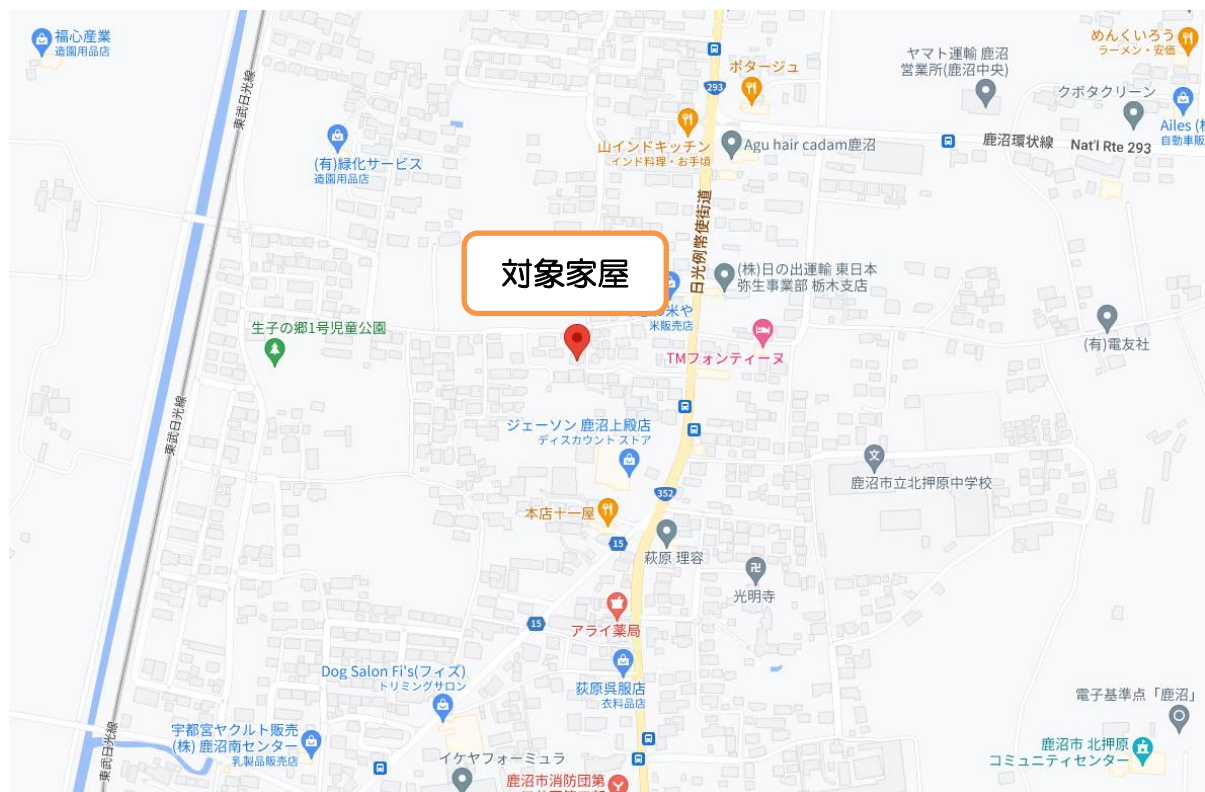 福心産業
造園用品店
めんくいろう
ラーメン・安価
ヤマト運輸 鹿沼
営業所(鹿沼中央)
ポタージュ
293
クボタクリーン
Ailes (
自動車販
東武日光線
(有)緑化サービス
造園用品店
山インドキッチン
インド料理・お手頃
Agu hair cadam鹿沼
鹿沼環状線
Nat'l Rte 293
日光例幣使街道
対象家屋
(株)日の出運輸 東日本
弥生事業部 栃木支店
米や
米販売店
生子の郷1号児童公園
TMフォンティーヌ
(有)電友社
東武日光線
ジェーソン 鹿沼上殿店
ディスカウント ストア
鹿沼市立北押原中学校
352
本店十一屋
15
萩原 理容
光明寺
15
アライ薬局
Dog Salon Fi's(フィズ)
トリミングサロン
荻原呉服店
衣料品店
電子基準点「鹿沼」
宇都宮ヤクルト販売
(株) 鹿沼南センター
乳製品販売店
東武日光線
鹿沼市 北押原
コミュニティセンター
イケヤフォーミュラ
鹿沼市消防団第